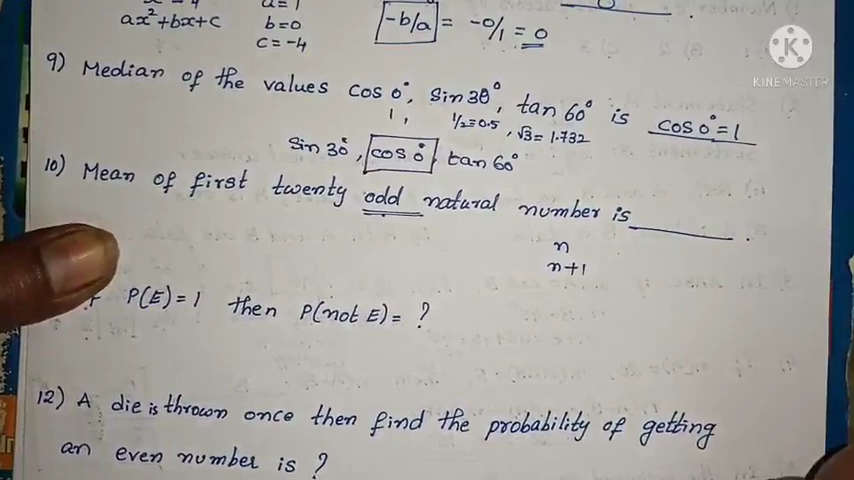 a=1
ax²+bx+c b=0 -b/a = -0/1 = 0
c=-4
KINEMASTER
9) Median of the values cos 0°, sin 30°, tan 60° is cos 0°=1
1, 1/2=0.5, √3=1.732
sin 30°, cos 0°, tan 60°
10) Mean of first twenty odd natural number is
n
n+1
P(E)=1 then P(not E)= ?
12) A die is thrown once then find the probability of getting
an even number is ?